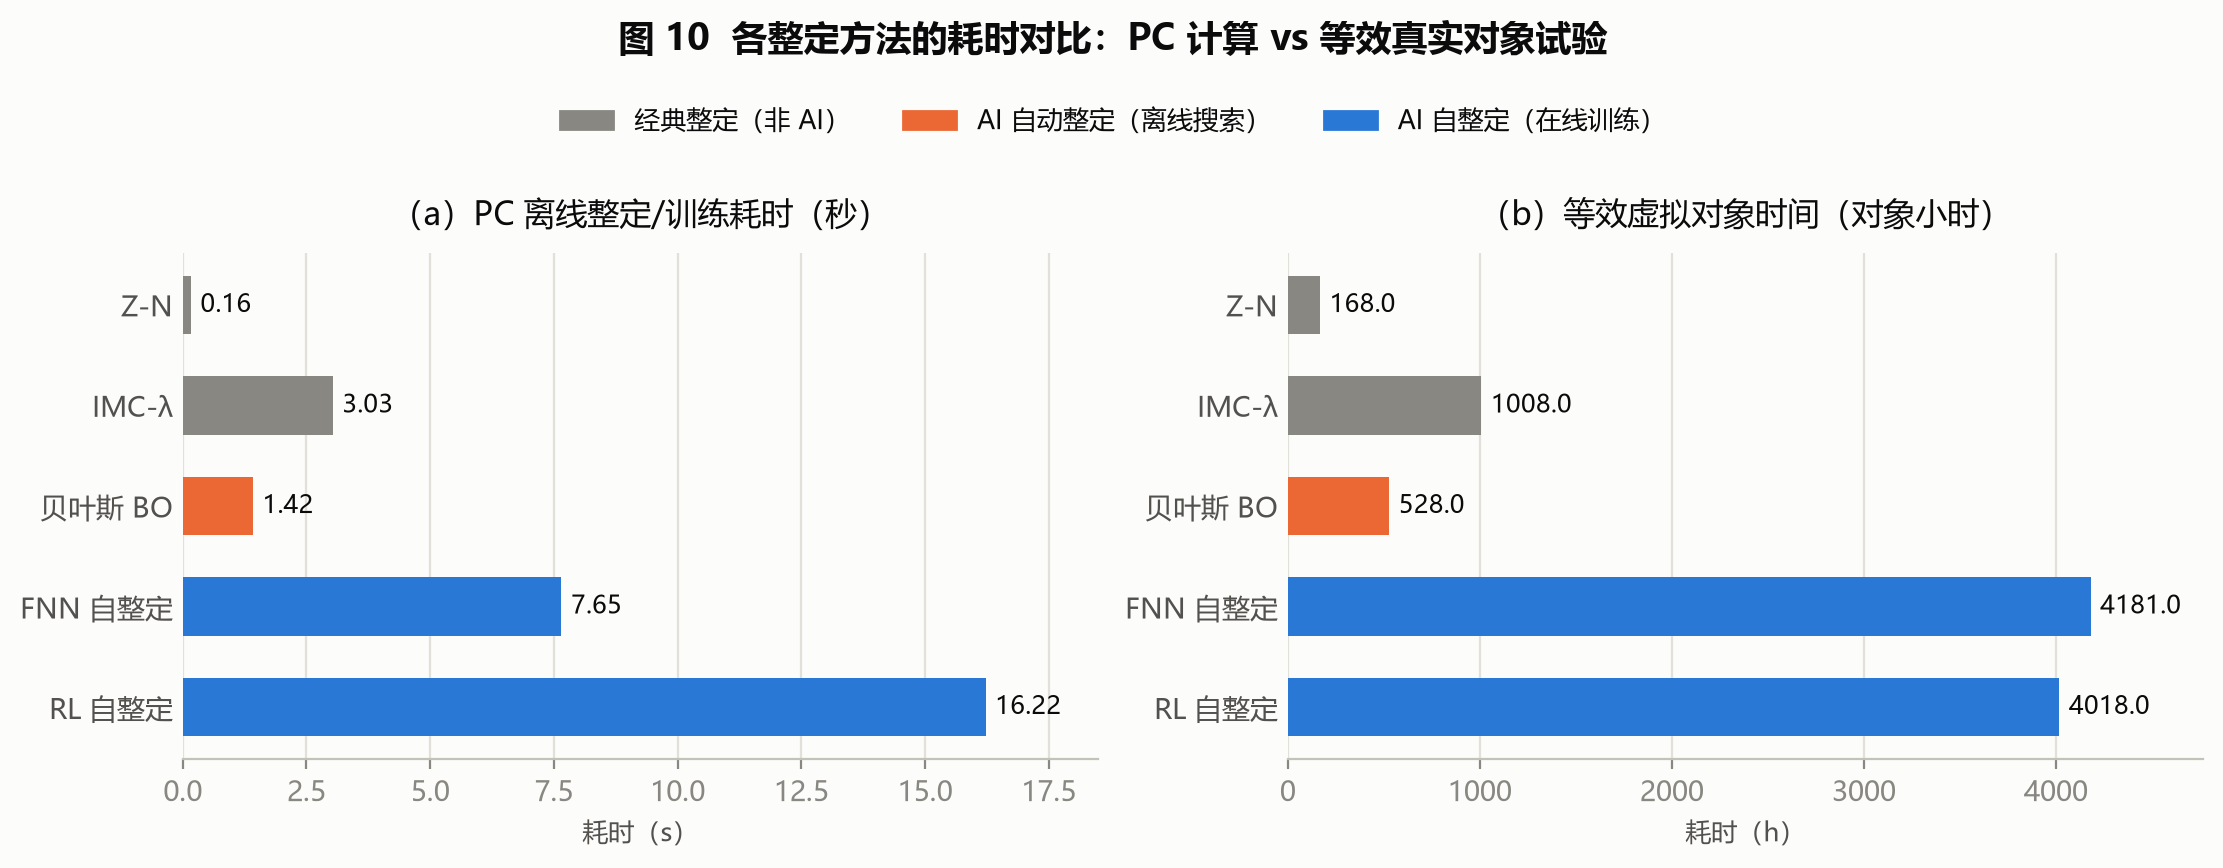 图 10  各整定方法的耗时对比：PC 计算 vs 等效真实对象试验
经典整定（非 AI）
AI 自动整定（离线搜索）
AI 自整定（在线训练）
（a）PC 离线整定/训练耗时（秒）
Z-N
0.16
IMC-λ
3.03
贝叶斯 BO
1.42
FNN 自整定
7.65
RL 自整定
16.22
0.0
2.5
5.0
7.5
10.0
12.5
15.0
17.5
耗时（s）
（b）等效虚拟对象时间（对象小时）
Z-N
168.0
IMC-λ
1008.0
贝叶斯 BO
528.0
FNN 自整定
4181.0
RL 自整定
4018.0
0
1000
2000
3000
4000
耗时（h）